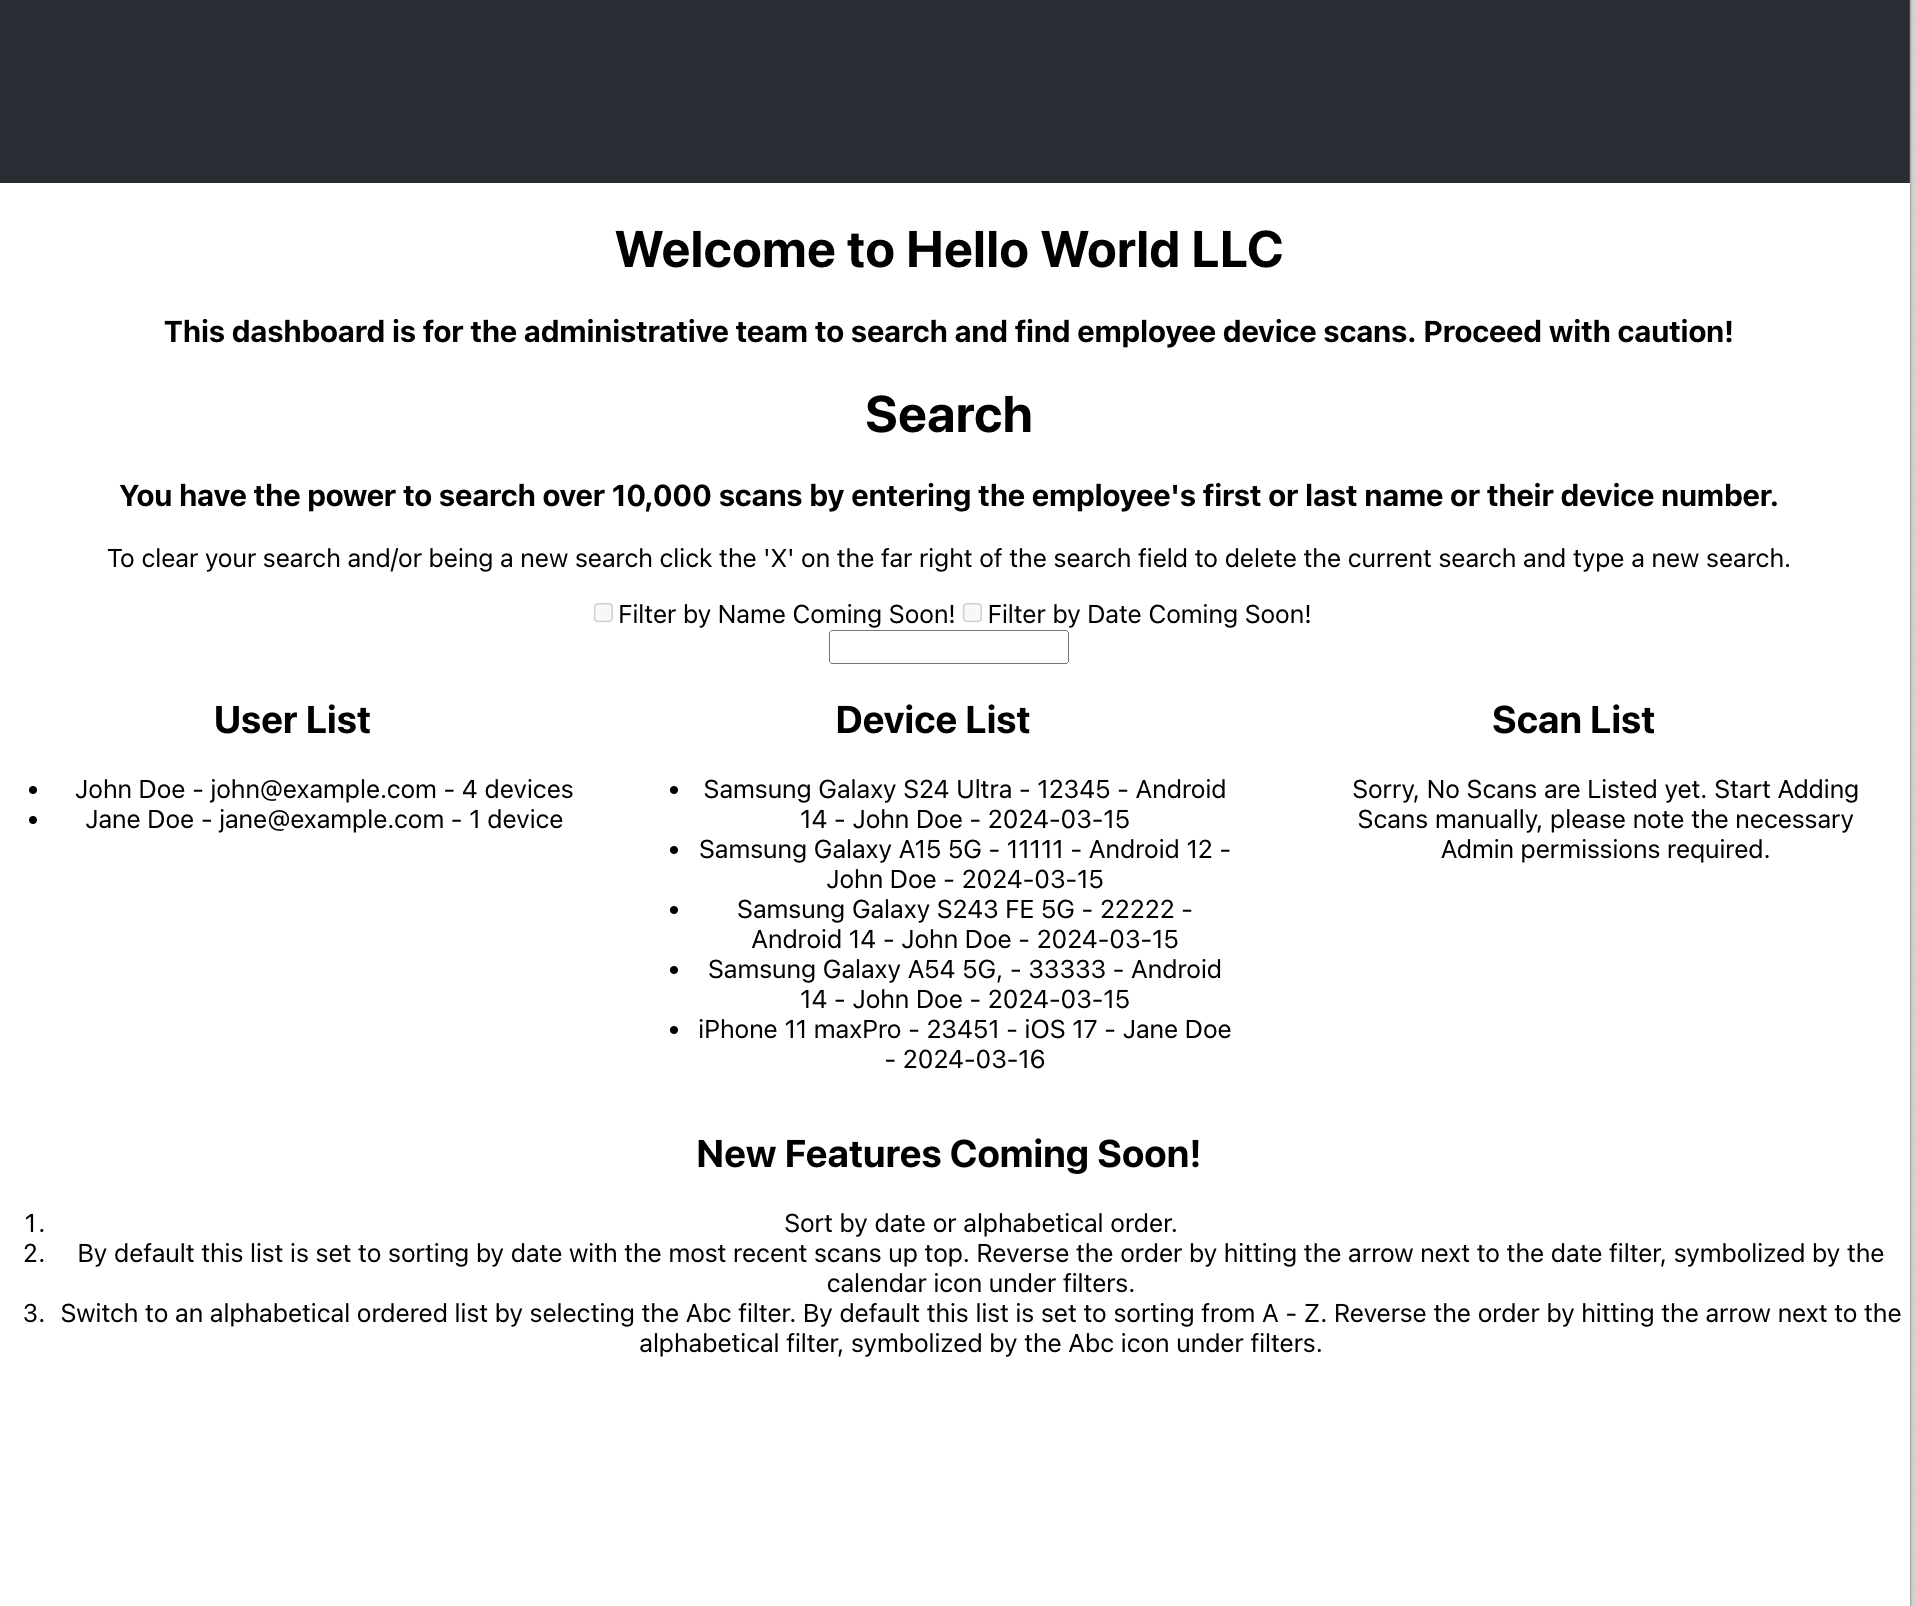 Welcome to Hello World LLC
This dashboard is for the administrative team to search and find employee device scans. Proceed with caution!
Search
You have the power to search over 10,000 scans by entering the employee's first or last name or their device number.
To clear your search and/or being a new search click the 'X' on the far right of the search field to delete the current search and type a new search.
Filter by Name Coming Soon! Filter by Date Coming Soon!
User List
• John Doe - john@example.com - 4 devices
• Jane Doe - jane@example.com - 1 device
Device List
• Samsung Galaxy S24 Ultra - 12345 - Android
14 - John Doe - 2024-03-15
• Samsung Galaxy A15 5G - 11111 - Android 12 -
John Doe - 2024-03-15
• Samsung Galaxy S243 FE 5G - 22222 -
Android 14 - John Doe - 2024-03-15
• Samsung Galaxy A54 5G, - 33333 - Android
14 - John Doe - 2024-03-15
• iPhone 11 maxPro - 23451 - iOS 17 - Jane Doe
- 2024-03-16
Scan List
Sorry, No Scans are Listed yet. Start Adding
Scans manually, please note the necessary
Admin permissions required.
New Features Coming Soon!
1. Sort by date or alphabetical order.
2. By default this list is set to sorting by date with the most recent scans up top. Reverse the order by hitting the arrow next to the date filter, symbolized by the
calendar icon under filters.
3. Switch to an alphabetical ordered list by selecting the Abc filter. By default this list is set to sorting from A - Z. Reverse the order by hitting the arrow next to the
alphabetical filter, symbolized by the Abc icon under filters.